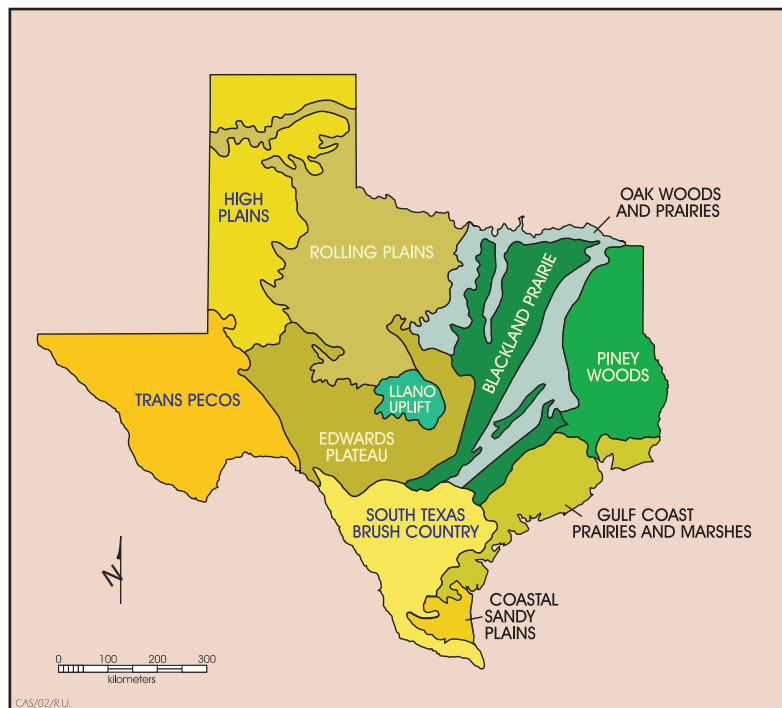 OAK WOODS
AND PRAIRIES
HIGH
PLAINS
ROLLING PLAINS
BLACKLAND PRAIRIE
PINEY
WOODS
TRANS PECOS
LLANO
UPLIFT
EDWARDS
PLATEAU
SOUTH TEXAS
BRUSH COUNTRY
GULF COAST
PRAIRIES AND MARSHES
COASTAL
SANDY
PLAINS
N
0 100 200 300
kilometers
CAS/02/R.U.